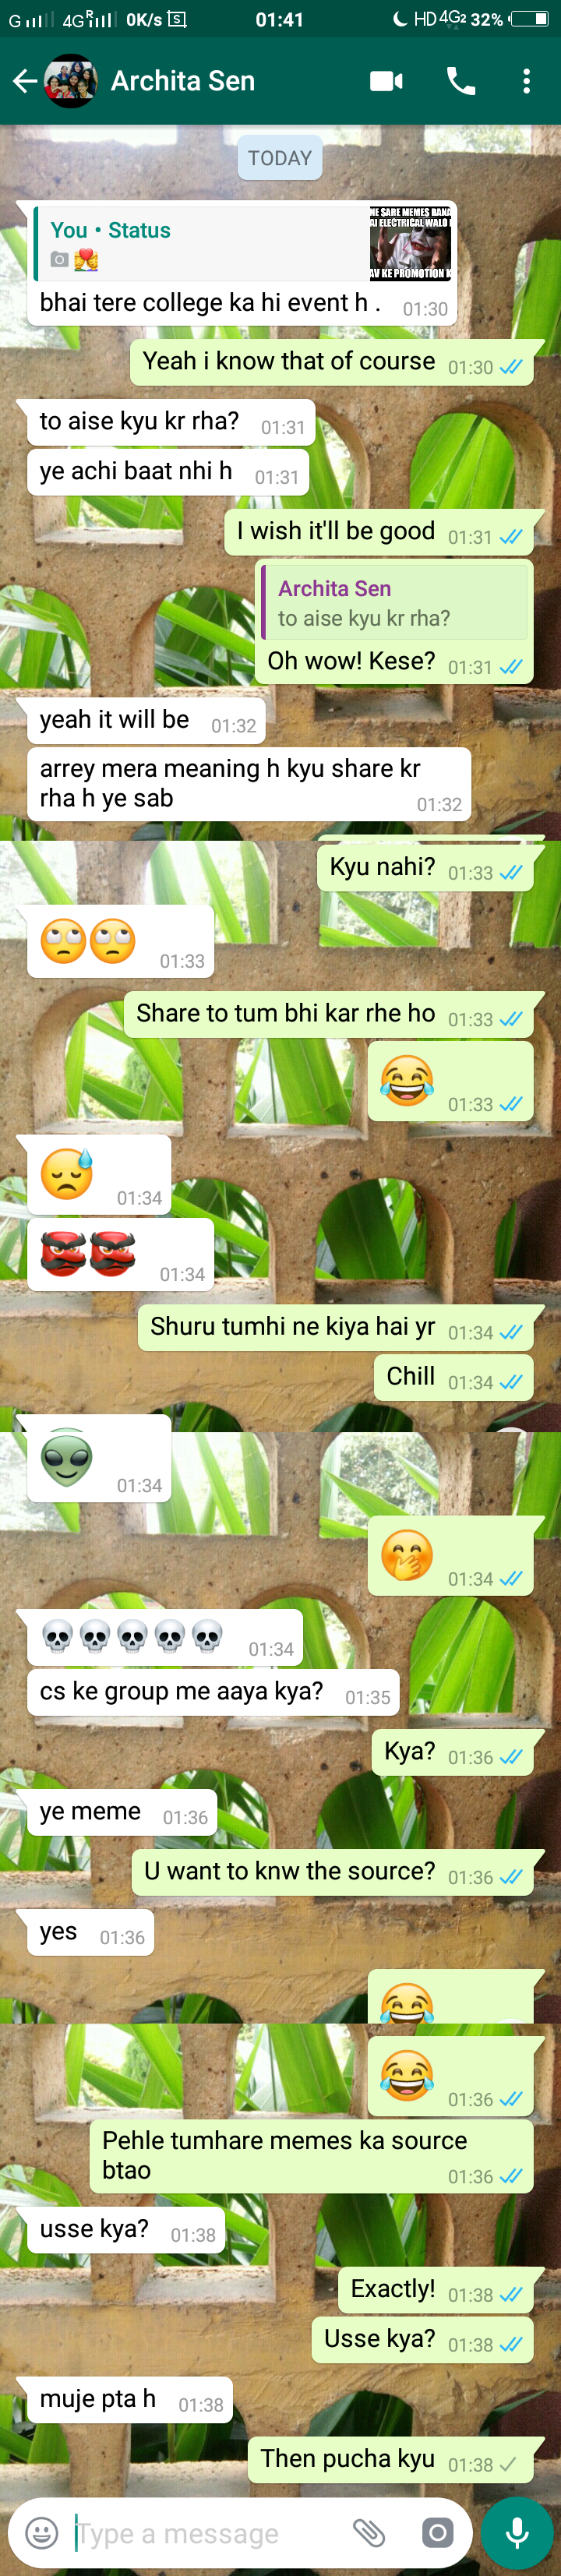 G 4G R 0K/s 01:41 HD 4G2 32%
Archita Sen
TODAY
You • Status
NE SARE MEMES BANA
AI ELECTRICAL WALO
AV KE PROMOTION K
bhai tere college ka hi event h . 01:30
Yeah i know that of course 01:30
to aise kyu kr rha? 01:31
ye achi baat nhi h 01:31
I wish it'll be good 01:31
Archita Sen
to aise kyu kr rha?
Oh wow! Kese? 01:31
yeah it will be 01:32
arrey mera meaning h kyu share kr
rha h ye sab 01:32
Kyu nahi? 01:33
🙄🙄 01:33
Share to tum bhi kar rhe ho 01:33
😂 01:33
😓 01:34
👹👹 01:34
Shuru tumhi ne kiya hai yr 01:34
Chill 01:34
👽 01:34
🤭 01:34
💀💀💀💀💀 01:34
cs ke group me aaya kya? 01:35
Kya? 01:36
ye meme 01:36
U want to knw the source? 01:36
yes 01:36
😂
😂 01:36
Pehle tumhare memes ka source
btao 01:36
usse kya? 01:38
Exactly! 01:38
Usse kya? 01:38
muje pta h 01:38
Then pucha kyu 01:38
Type a message